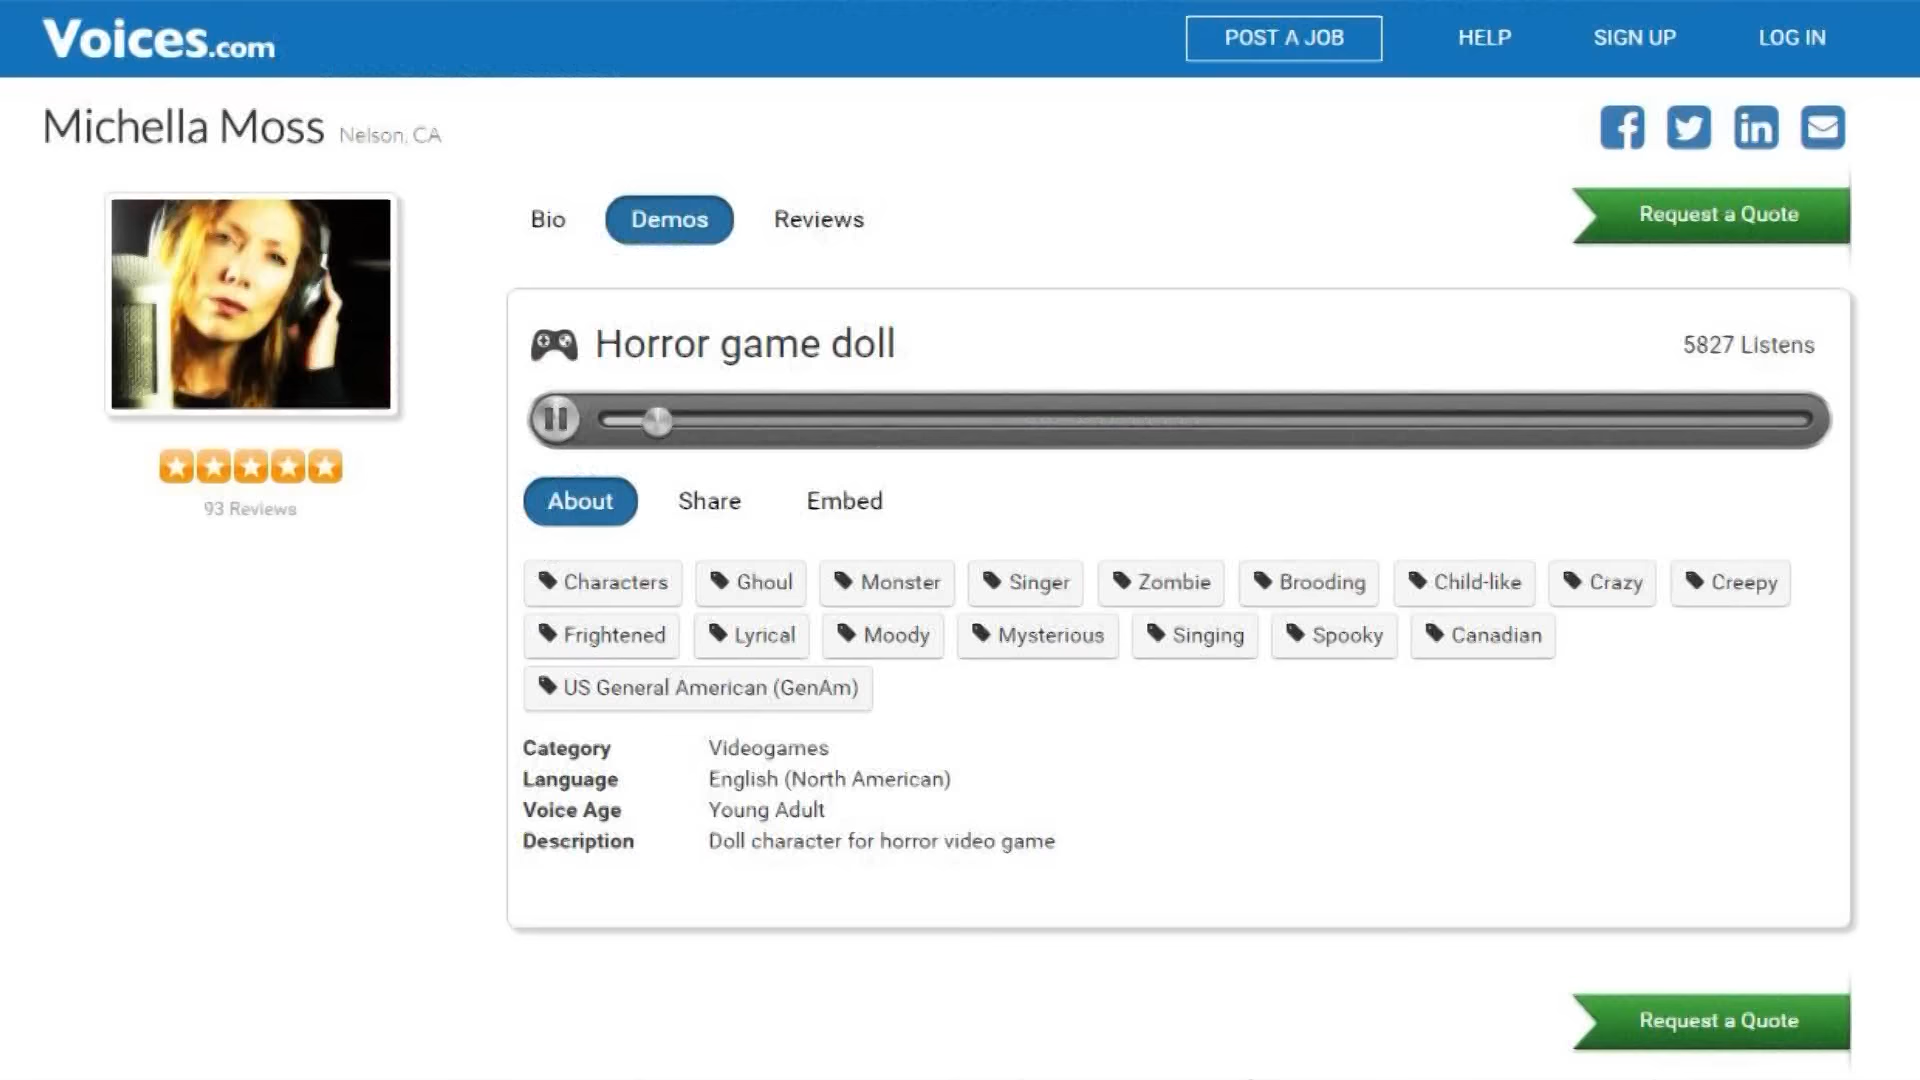 Voices.com
POST A JOB
HELP
SIGN UP
LOG IN
Michella Moss Nelson, CA
Bio
Demos
Reviews
Request a Quote
Horror game doll
5827 Listens
93 Reviews
About
Share
Embed
Characters
Ghoul
Monster
Singer
Zombie
Brooding
Child-like
Crazy
Creepy
Frightened
Lyrical
Moody
Mysterious
Singing
Spooky
Canadian
US General American (GenAm)
Category Videogames
Language English (North American)
Voice Age Young Adult
Description Doll character for horror video game
Request a Quote